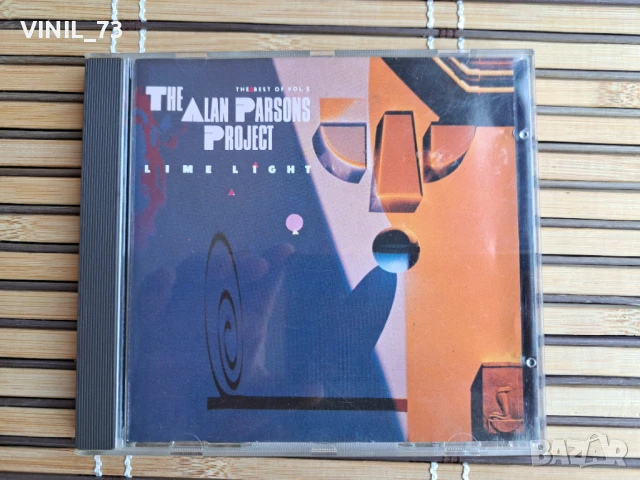 VINIL_73
THE BEST OF VOL 2
THE ALAN PARSONS
PROJECT
LIME LIGHT
BAZAR